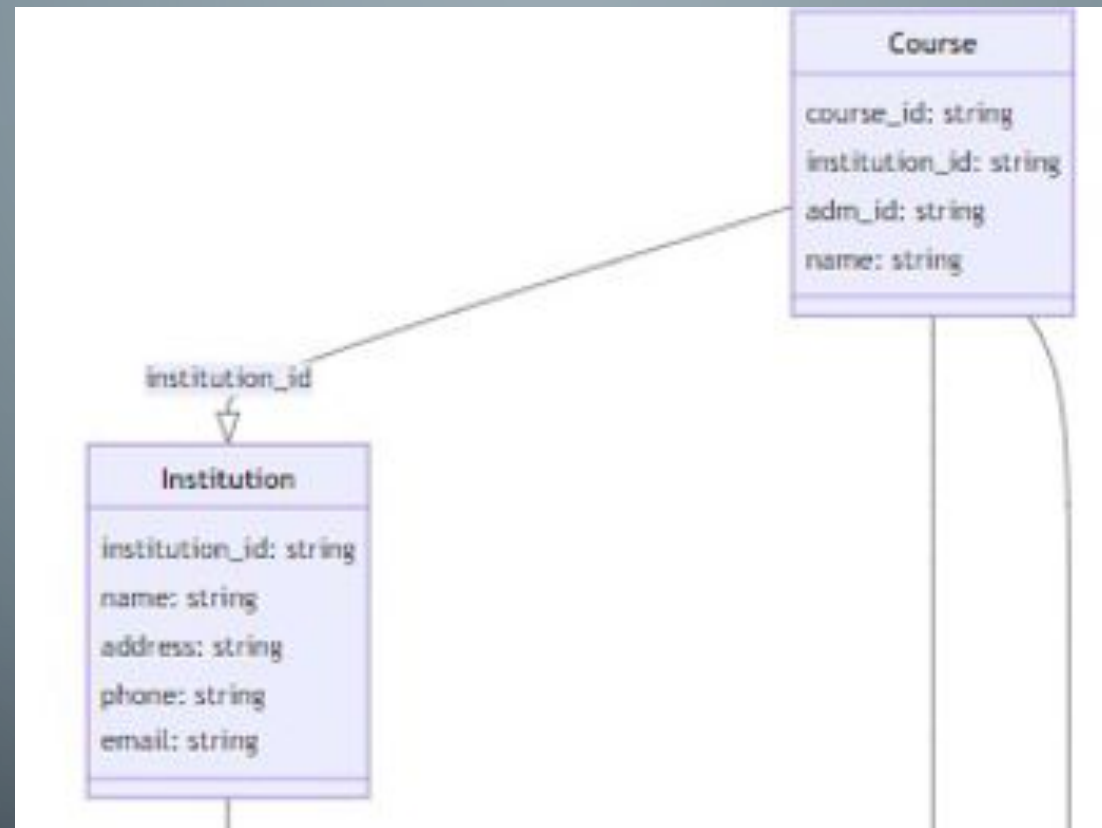 Course
course_id: string
institution_id: string
adm_id: string
name: string
institution_id
Institution
institution_id: string
name: string
address: string
phone: string
email: string